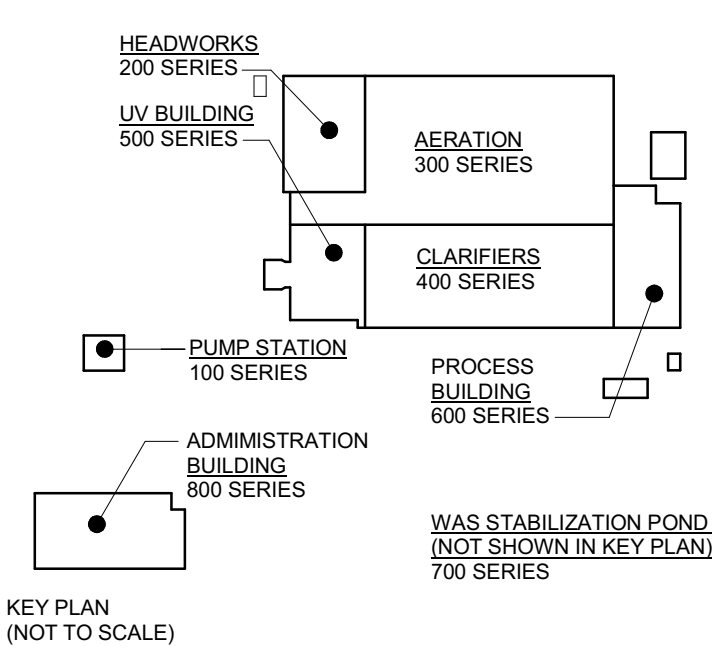 HEADWORKS
200 SERIES
UV BUILDING
500 SERIES
AERATION
300 SERIES
CLARIFIERS
400 SERIES
PUMP STATION
100 SERIES
PROCESS
BUILDING
600 SERIES
ADMIMISTRATION
BUILDING
800 SERIES
WAS STABILIZATION POND
(NOT SHOWN IN KEY PLAN)
700 SERIES
KEY PLAN
(NOT TO SCALE)